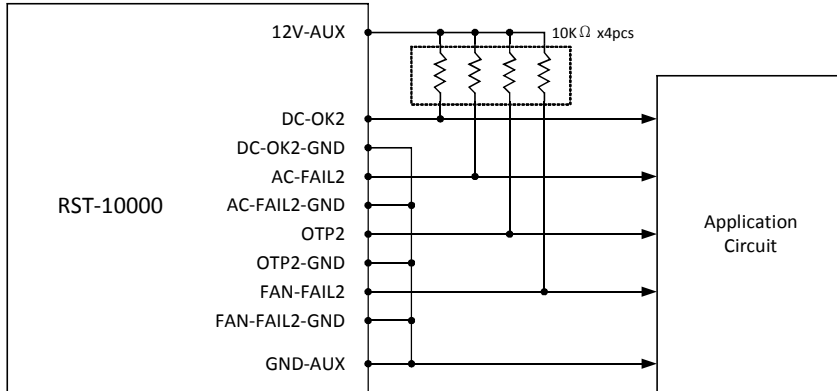 12V-AUX
10KΩ x4pcs
DC-OK2
DC-OK2-GND
AC-FAIL2
RST-10000
AC-FAIL2-GND
Application
Circuit
OTP2
OTP2-GND
FAN-FAIL2
FAN-FAIL2-GND
GND-AUX